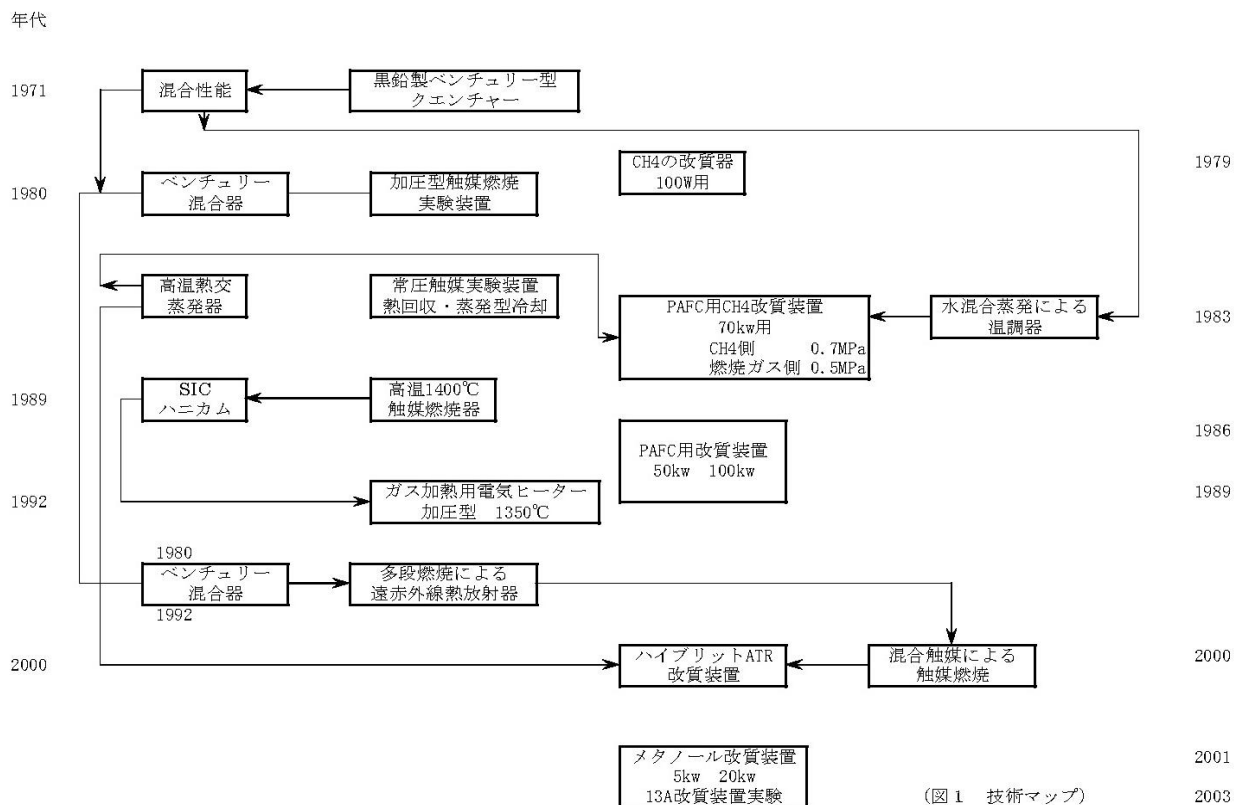 年代
1971
混合性能
黒鉛製ベンチュリー型
クエンチャー
CH4の改質器
100W用
1979
1980
ベンチュリー
混合器
加圧型触媒燃焼
実験装置
高温熱交
蒸発器
常圧触媒実験装置
熱回収・蒸発型冷却
PAFC用CH4改質装置
70kw用
CH4側 0.7MPa
燃焼ガス側 0.5MPa
水混合蒸発による
温調器
1983
1989
SIC
ハニカム
高温1400℃
触媒燃焼器
PAFC用改質装置
50kw 100kw
1986
1989
1992
ガス加熱用電気ヒーター
加圧型 1350℃
1980
ベンチュリー
混合器
1992
多段燃焼による
遠赤外線熱放射器
2000
ハイブリットATR
改質装置
混合触媒による
触媒燃焼
2000
メタノール改質装置
5kw 20kw
13A改質装置実験
2001
(図1 技術マップ)
2003